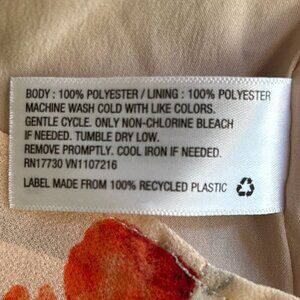 BODY : 100% POLYESTER / LINING : 100% POLYESTER
MACHINE WASH COLD WITH LIKE COLORS.
GENTLE CYCLE. ONLY NON-CHLORINE BLEACH
IF NEEDED. TUMBLE DRY LOW.
REMOVE PROMPTLY. COOL IRON IF NEEDED.
RN17730 VN1107216
LABEL MADE FROM 100% RECYCLED PLASTIC